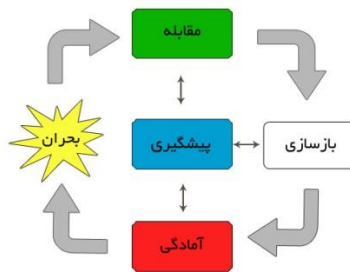 مقابله
بازسازی
پیشگیری
بحران
آمادگی